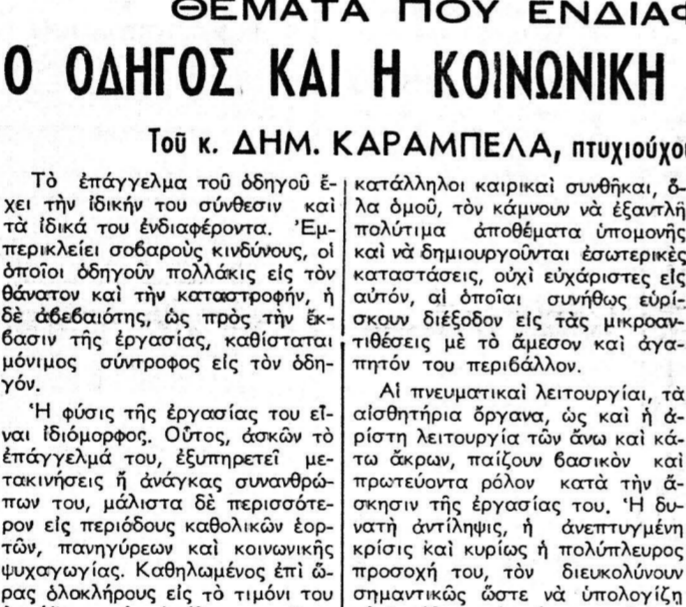 ΘΕΜΑΤΑ ΠΟΥ ΕΝΔΙΑΦ
Ο ΟΔΗΓΟΣ ΚΑΙ Η ΚΟΙΝΩΝΙΚΗ
Τοῦ κ. ΔΗΜ. ΚΑΡΑΜΠΕΛΑ, πτυχιούχο
Τὸ ἐπάγγελμα τοῦ ὁδηγοῦ ἔ-
χει τὴν ἰδικήν του σύνθεσιν καὶ
τὰ ἰδικά του ἐνδιαφέροντα. Ἐμ-
περικλείει σοβαροὺς κινδύνους, οἱ
ὁποῖοι ὁδηγοῦν πολλάκις εἰς τὸν
θάνατον καὶ τὴν καταστροφήν, ἡ
δὲ ἀβεβαιότης, ὡς πρὸς τὴν ἔκ-
βασιν τῆς ἐργασίας, καθίσταται
μόνιμος σύντροφος εἰς τὸν ὁδη-
γόν.
Ἡ φύσις τῆς ἐργασίας του εἶ-
ναι ἰδιόμορφος. Οὗτος, ἀσκῶν τὸ
ἐπάγγελμά του, ἐξυπηρετεῖ με-
τακινήσεις ἢ ἀνάγκας συνανθρώ-
πων του, μάλιστα δὲ περισσότε-
ρον εἰς περιόδους καθολικῶν ἑορ-
τῶν, πανηγύρεων καὶ κοινωνικῆς
ψυχαγωγίας. Καθηλωμένος ἐπὶ ὥ-
ρας ὁλοκλήρους εἰς τὸ τιμόνι του
κατάλληλοι καιρικαὶ συνθῆκαι, ὅ-
λα ὁμοῦ, τὸν κάμνουν νὰ ἐξαντλῆ
πολύτιμα ἀποθέματα ὑπομονῆς
καὶ νὰ δημιουργοῦνται ἐσωτερικὲς
καταστάσεις, οὐχὶ εὐχάριστες εἰς
αὐτόν, αἱ ὁποῖαι συνήθως εὑρί-
σκουν διέξοδον εἰς τὰς μικροαν-
τιθέσεις μὲ τὸ ἄμεσον καὶ ἀγα-
πητόν του περιβάλλον.
Αἱ πνευματικαὶ λειτουργίαι, τὰ
αἰσθητήρια ὄργανα, ὡς καὶ ἡ ἀ-
ρίστη λειτουργία τῶν ἄνω καὶ κά-
τω ἄκρων, παίζουν βασικὸν καὶ
πρωτεύοντα ρόλον κατὰ τὴν ἄ-
σκησιν τῆς ἐργασίας του. Ἡ δυ-
νατὴ ἀντίληψις, ἡ ἀνεπτυγμένη
κρίσις καὶ κυρίως ἡ πολύπλευρος
προσοχή του, τὸν διευκολύνουν
σημαντικῶς ὥστε νὰ ὑπολογίζη